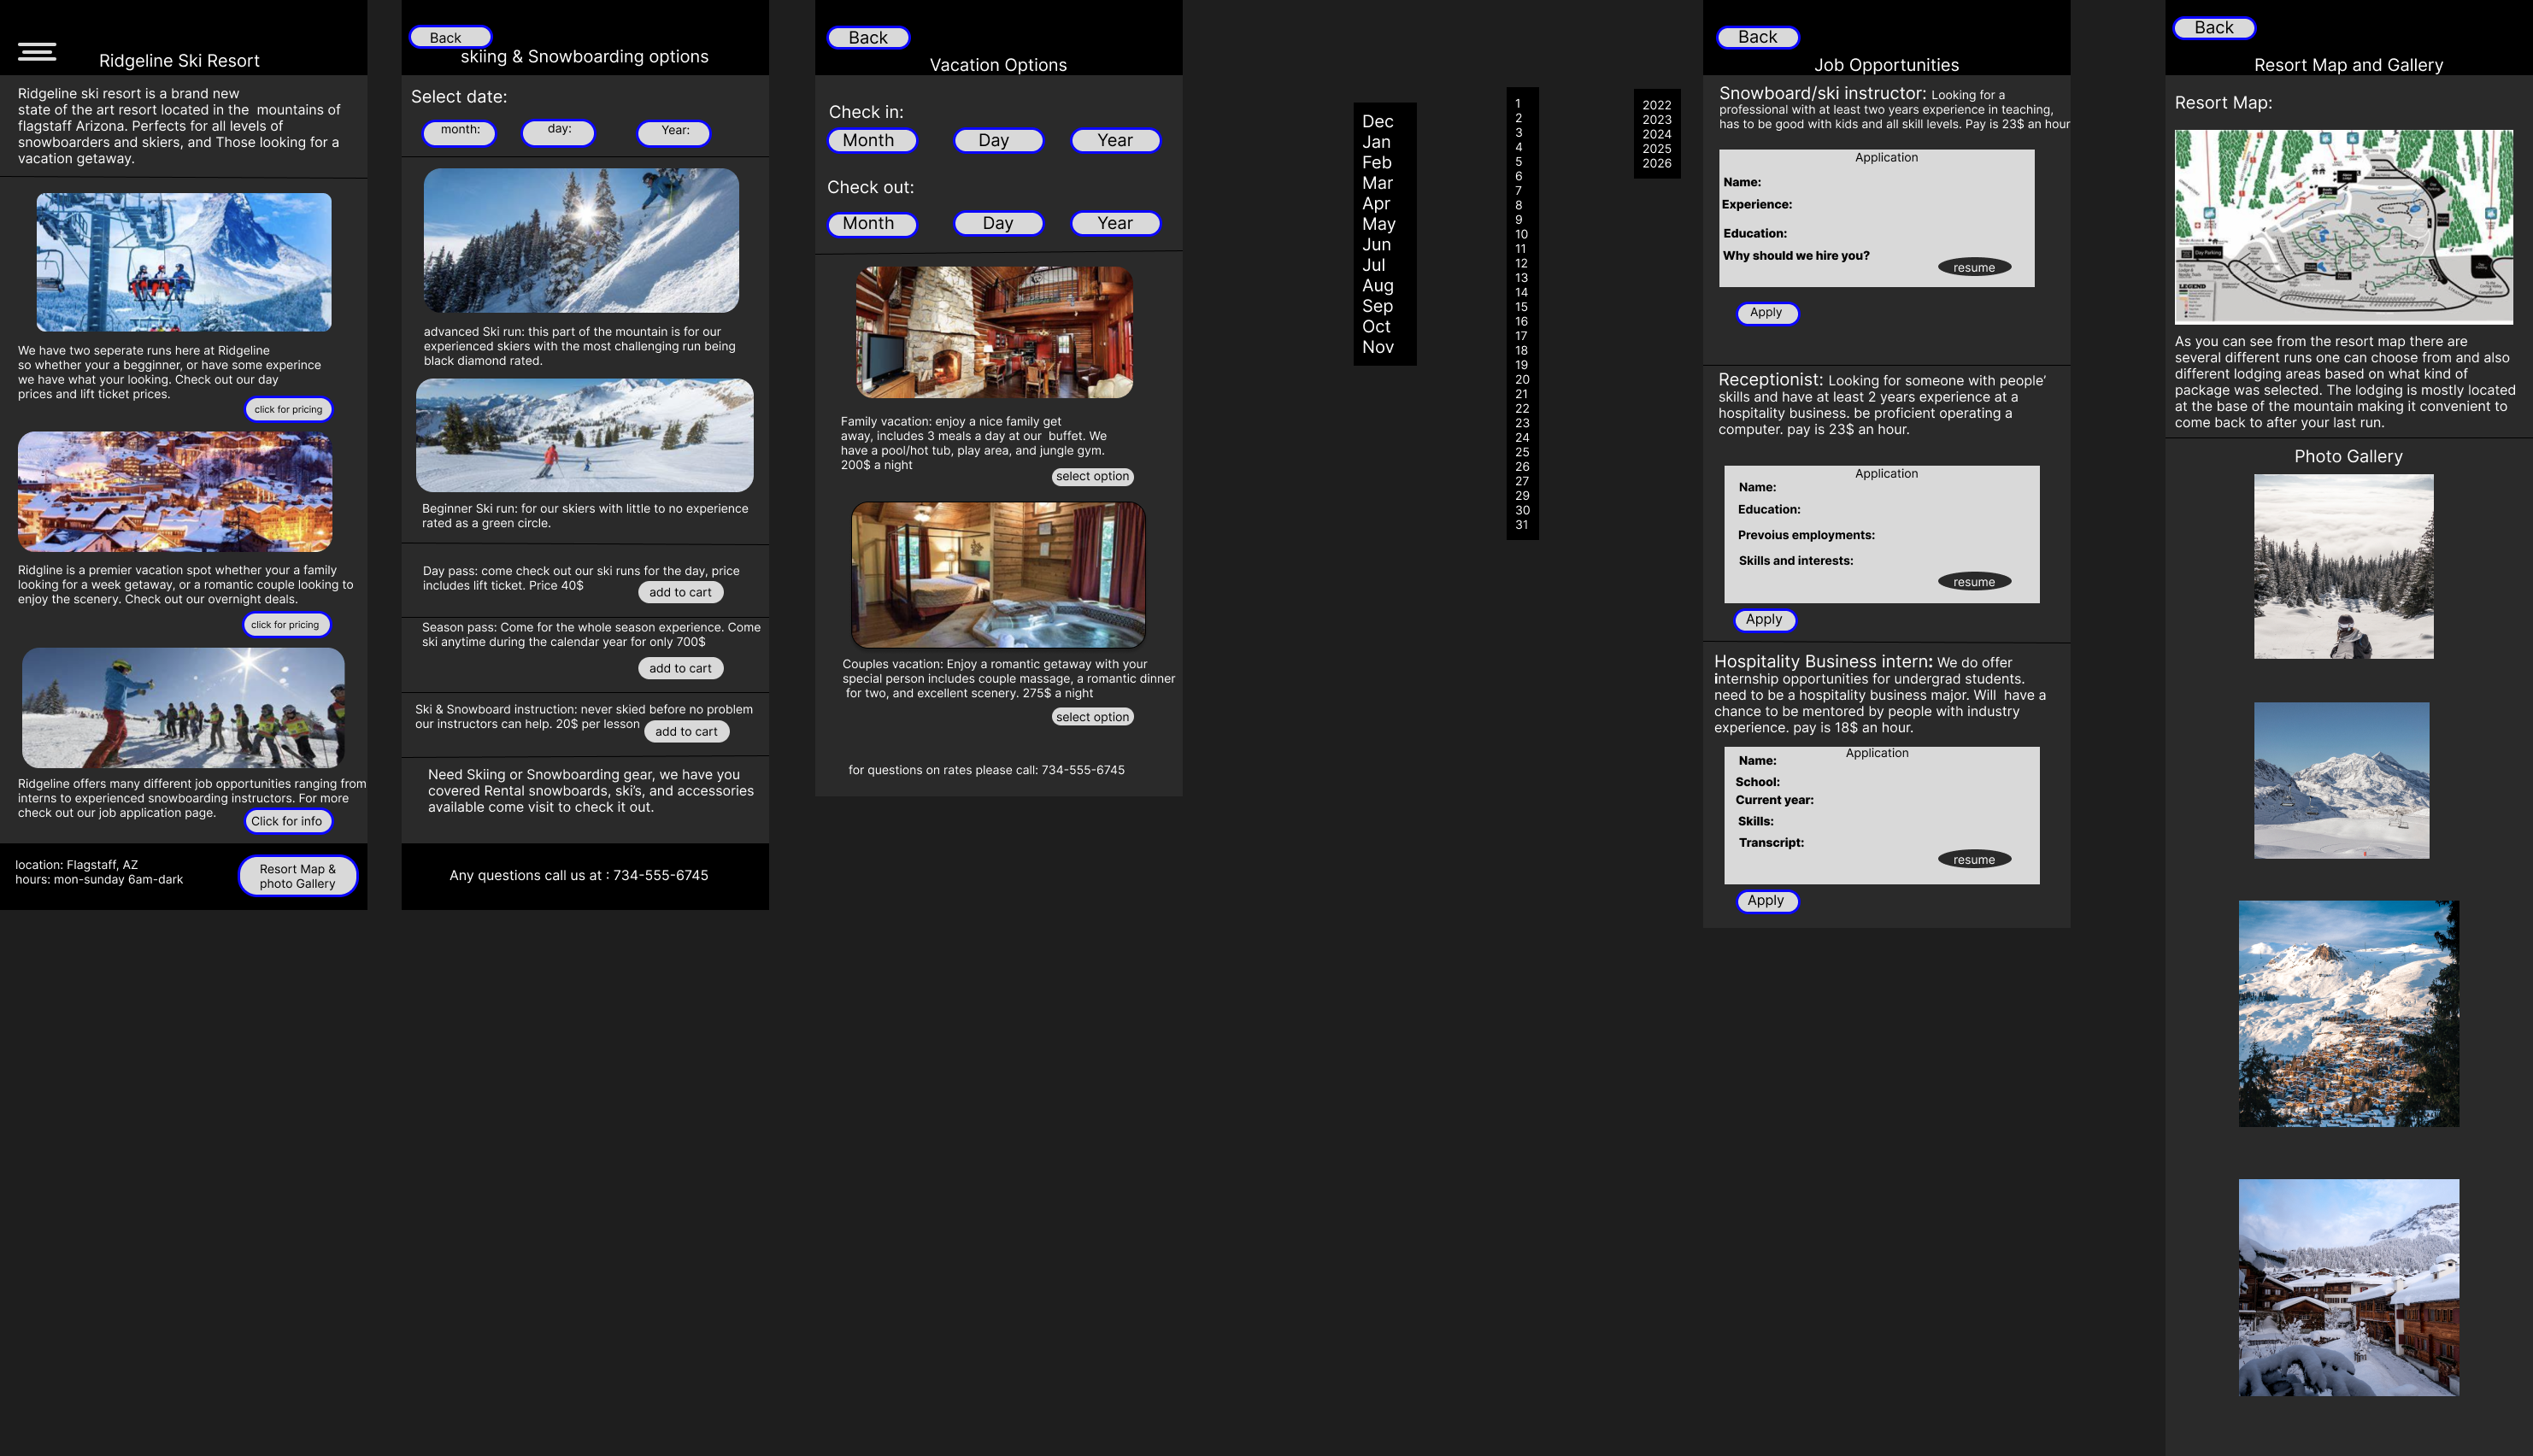 Ridgeline Ski Resort
Ridgeline ski resort is a brand new
state of the art resort located in the  mountains of
flagstaff Arizona. Perfects for all levels of
snowboarders and skiers, and Those looking for a
vacation getaway.
We have two seperate runs here at Ridgeline
so whether your a begginner, or have some experince
we have what your looking. Check out our day
prices and lift ticket prices.
click for pricing
Ridgline is a premier vacation spot whether your a family
looking for a week getaway, or a romantic couple looking to
enjoy the scenery. Check out our overnight deals.
click for pricing
Ridgeline offers many different job opportunities ranging from
interns to experienced snowboarding instructors. For more
check out our job application page.
Click for info
location: Flagstaff, AZ
hours: mon-sunday 6am-dark
Resort Map &
photo Gallery
Back
skiing & Snowboarding options
Select date:
month:
day:
Year:
advanced Ski run: this part of the mountain is for our
experienced skiers with the most challenging run being
black diamond rated.
Beginner Ski run: for our skiers with little to no experience
rated as a green circle.
Day pass: come check out our ski runs for the day, price
includes lift ticket. Price 40$
add to cart
Season pass: Come for the whole season experience. Come
ski anytime during the calendar year for only 700$
add to cart
Ski & Snowboard instruction: never skied before no problem
our instructors can help. 20$ per lesson
add to cart
Need Skiing or Snowboarding gear, we have you
covered Rental snowboards, ski's, and accessories
available come visit to check it out.
Any questions call us at : 734-555-6745
Back
Vacation Options
Check in:
Month
Day
Year
Check out:
Month
Day
Year
Family vacation: enjoy a nice family get
away, includes 3 meals a day at our  buffet. We
have a pool/hot tub, play area, and jungle gym.
200$ a night
select option
Couples vacation: Enjoy a romantic getaway with your
special person includes couple massage, a romantic dinner
for two, and excellent scenery. 275$ a night
select option
for questions on rates please call: 734-555-6745
Dec
Jan
Feb
Mar
Apr
May
Jun
Jul
Aug
Sep
Oct
Nov
1
2
3
4
5
6
7
8
9
10
11
12
13
14
15
16
17
18
19
20
21
22
23
24
25
26
27
29
30
31
2022
2023
2024
2025
2026
Back
Job Opportunities
Snowboard/ski instructor: Looking for a
professional with at least two years experience in teaching,
has to be good with kids and all skill levels. Pay is 23$ an hour
Application
Name:
Experience:
Education:
Why should we hire you?
resume
Apply
Receptionist: Looking for someone with people'
skills and have at least 2 years experience at a
hospitality business. be proficient operating a
computer. pay is 23$ an hour.
Application
Name:
Education:
Prevoius employments:
Skills and interests:
resume
Apply
Hospitality Business intern: We do offer
internship opportunities for undergrad students.
need to be a hospitality business major. Will  have a
chance to be mentored by people with industry
experience. pay is 18$ an hour.
Application
Name:
School:
Current year:
Skills:
Transcript:
resume
Apply
Back
Resort Map and Gallery
Resort Map:
Day Parking
LEGEND
As you can see from the resort map there are
several different runs one can choose from and also
different lodging areas based on what kind of
package was selected. The lodging is mostly located
at the base of the mountain making it convenient to
come back to after your last run.
Photo Gallery